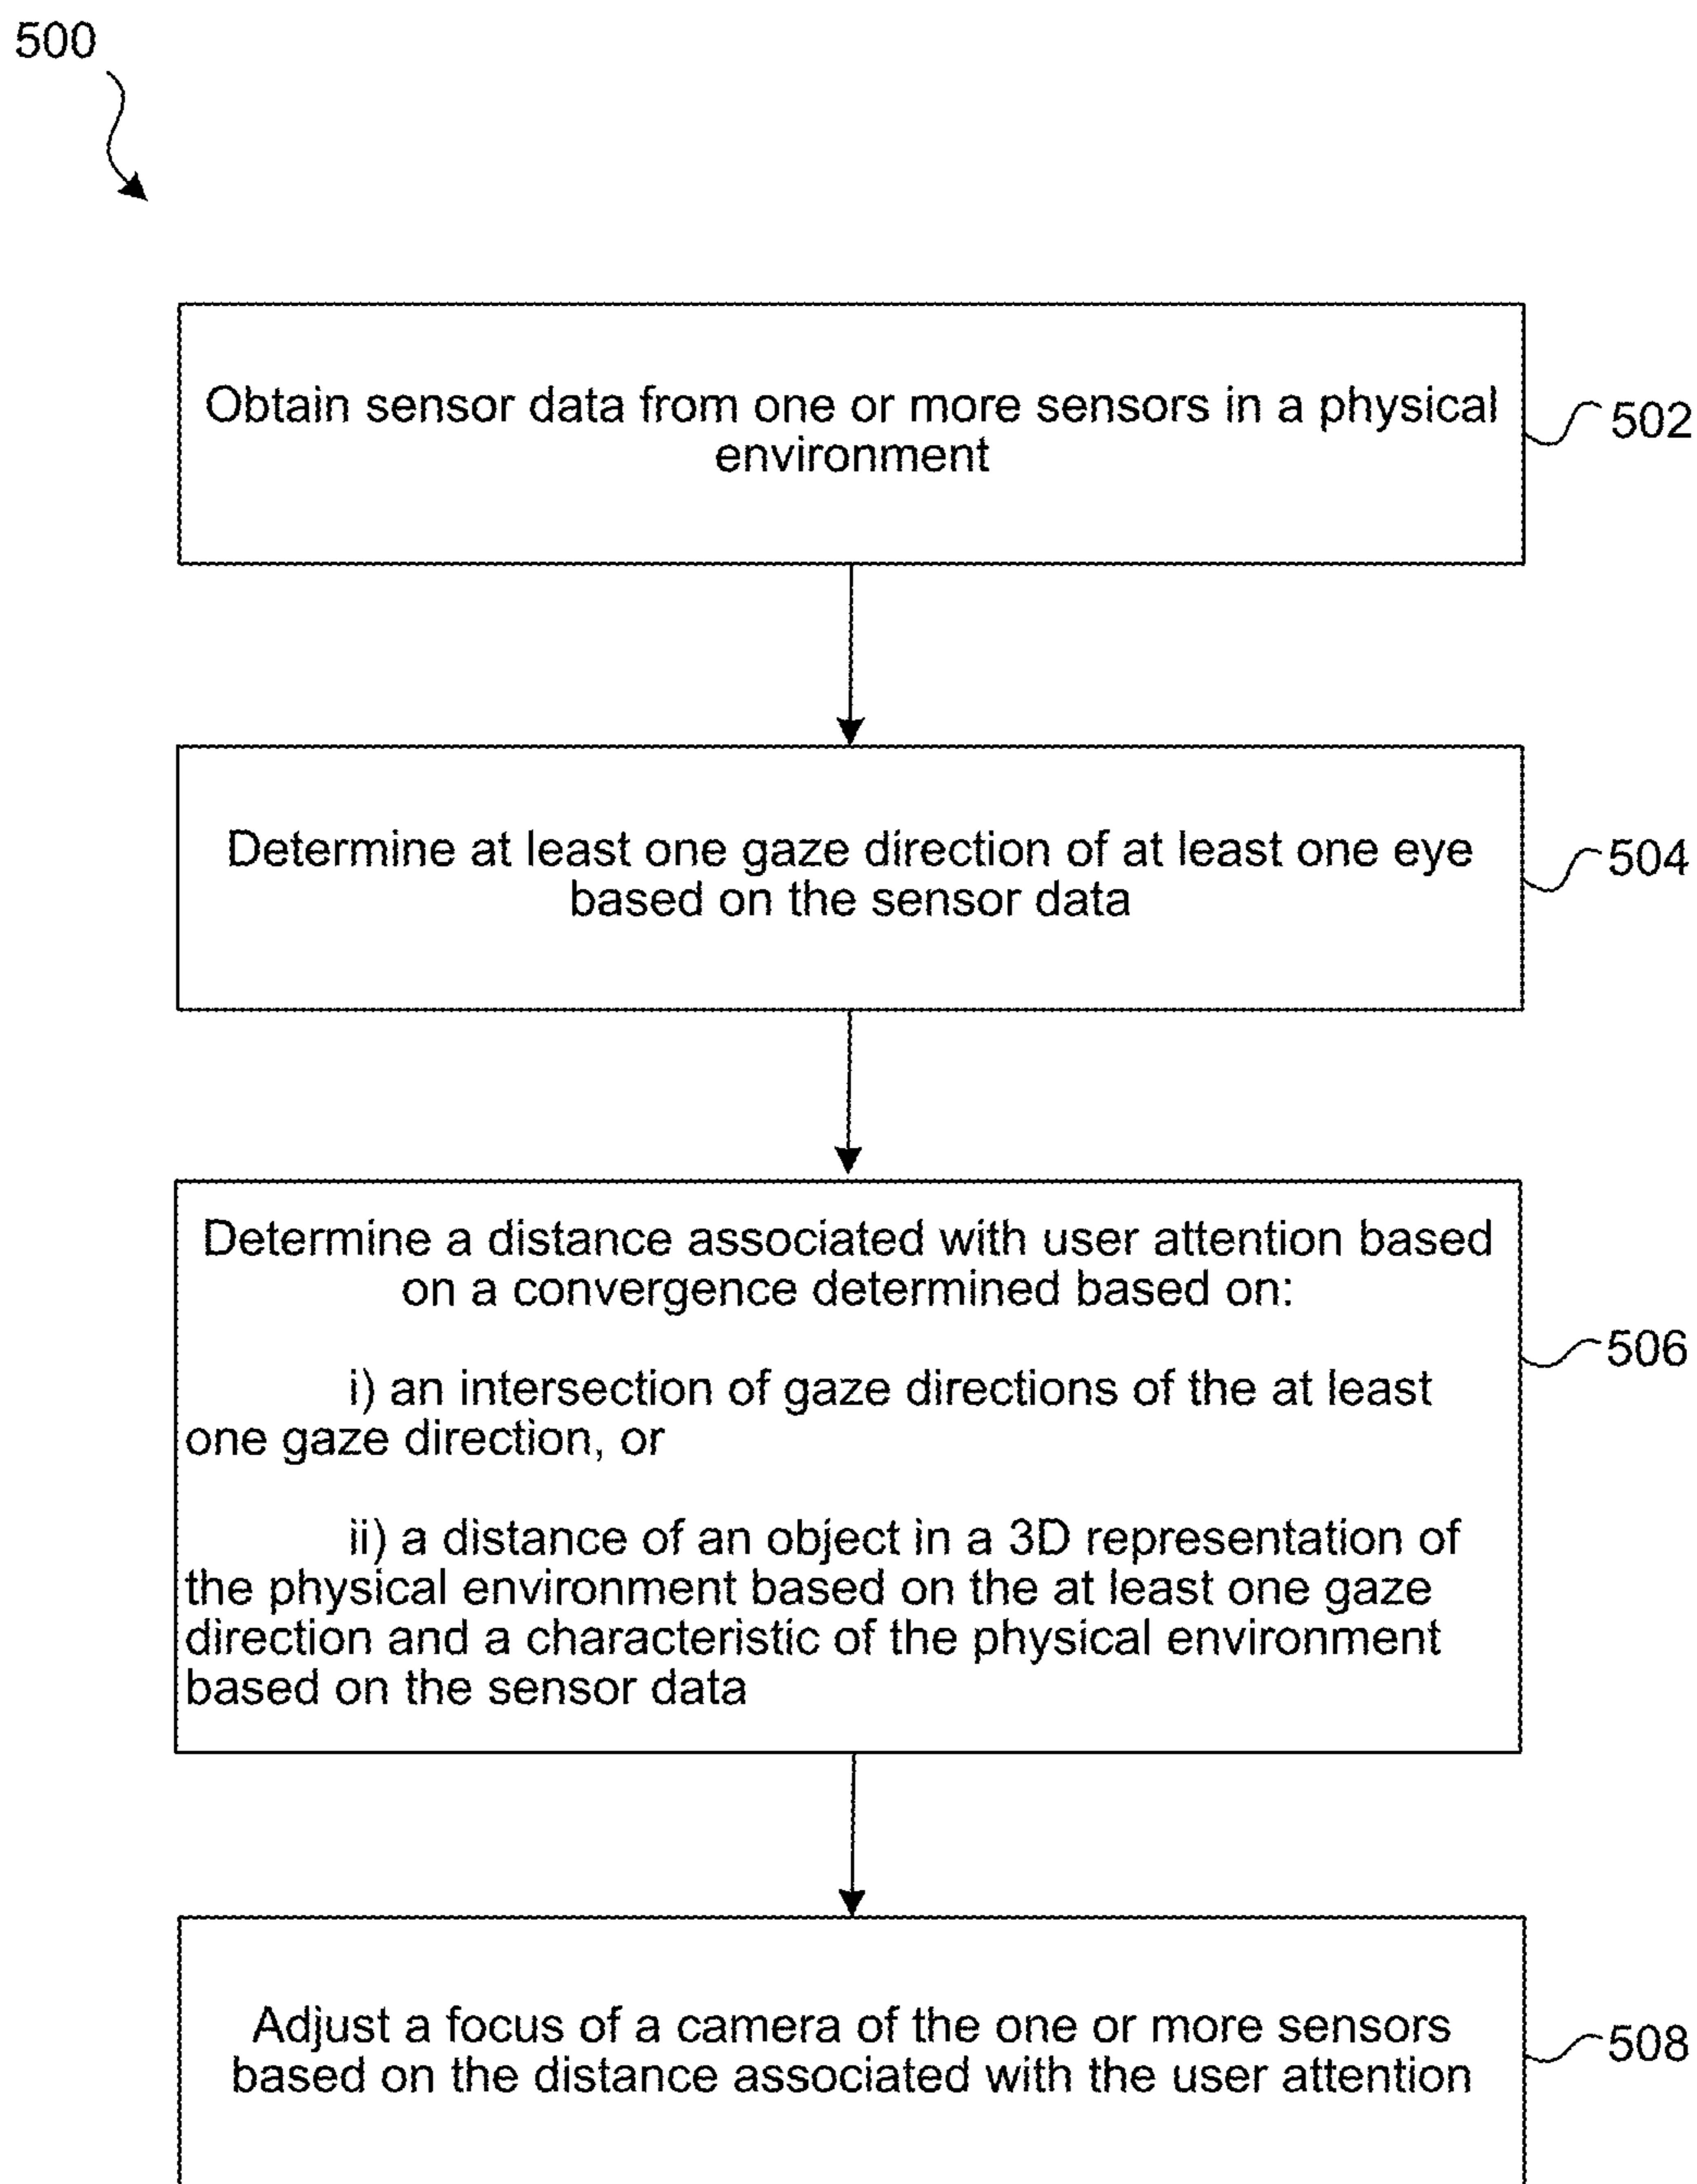 500
Obtain sensor data from one or more sensors in a physical
environment
502
Determine at least one gaze direction of at least one eye
based on the sensor data
504
Determine a distance associated with user attention based
on a convergence determined based on:
i) an intersection of gaze directions of the at least
one gaze direction, or
ii) a distance of an object in a 3D representation of
the physical environment based on the at least one gaze
direction and a characteristic of the physical environment
based on the sensor data
506
Adjust a focus of a camera of the one or more sensors
based on the distance associated with the user attention
508